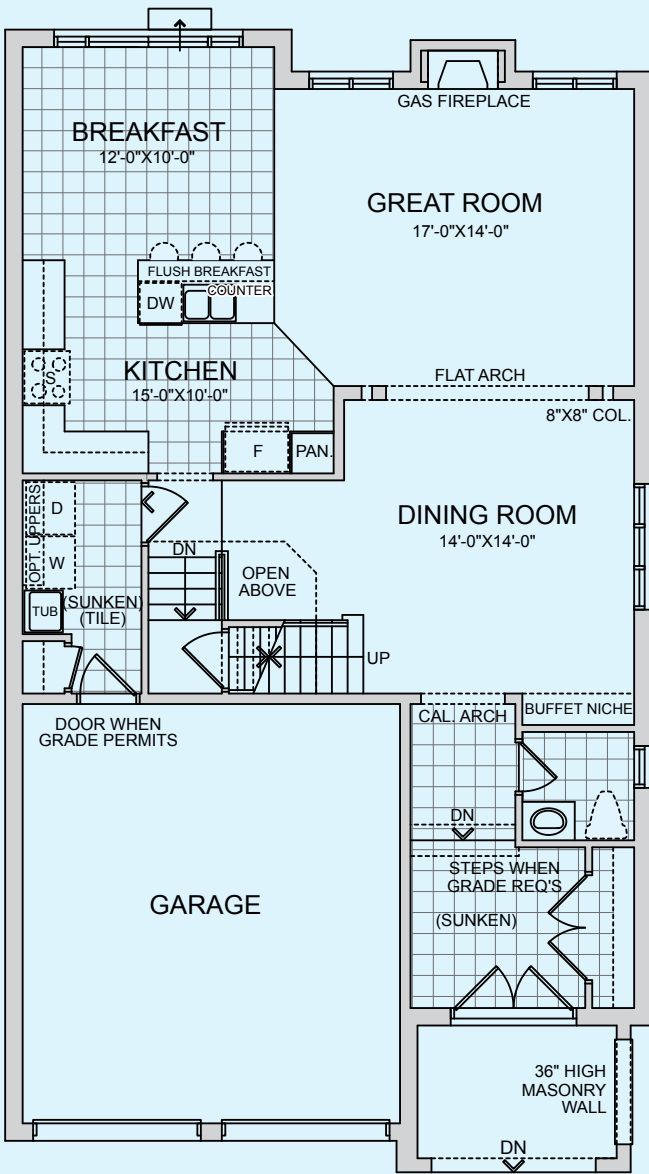 GAS FIREPLACE
BREAKFAST
12'-0"X10'-0"
GREAT ROOM
17'-0"X14'-0"
FLUSH BREAKFAST
COUNTER
DW
S
KITCHEN
15'-0"X10'-0"
FLAT ARCH
8"X8" COL.
F
PAN.
OPT. UPPERS
D
W
TUB
(SUNKEN)
(TILE)
DN
OPEN
ABOVE
DINING ROOM
14'-0"X14'-0"
UP
DOOR WHEN
GRADE PERMITS
CAL. ARCH
BUFFET NICHE
DN
STEPS WHEN
GRADE REQ'S
(SUNKEN)
GARAGE
36" HIGH
MASONRY
WALL
DN